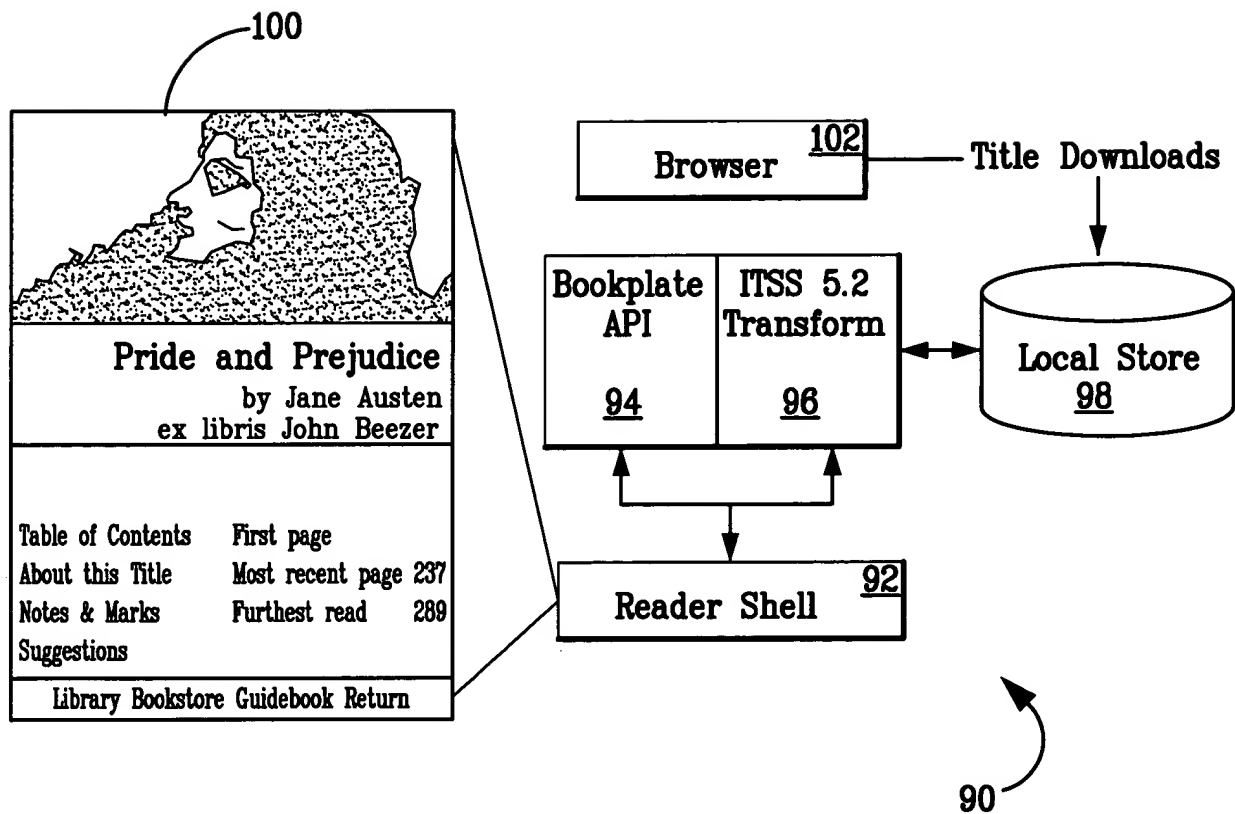 100
Pride and Prejudice
by Jane Austen
ex libris John Beezer
Table of Contents First page
About this Title Most recent page 237
Notes & Marks Furthest read 289
Suggestions
Library Bookstore Guidebook Return
102
Browser
Title Downloads
Bookplate
API
94
ITSS 5.2
Transform
96
Local Store
98
92
Reader Shell
90